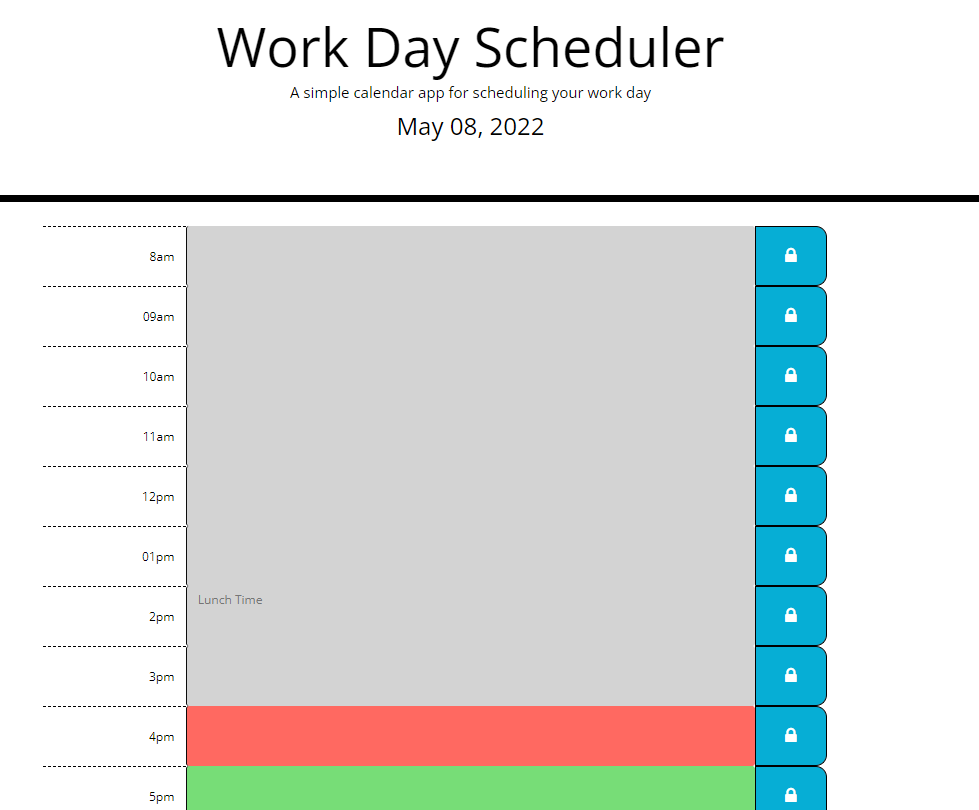 Work Day Scheduler
A simple calendar app for scheduling your work day
May 08, 2022
8am
09am
10am
11am
12pm
01pm
Lunch Time
2pm
3pm
4pm
5pm